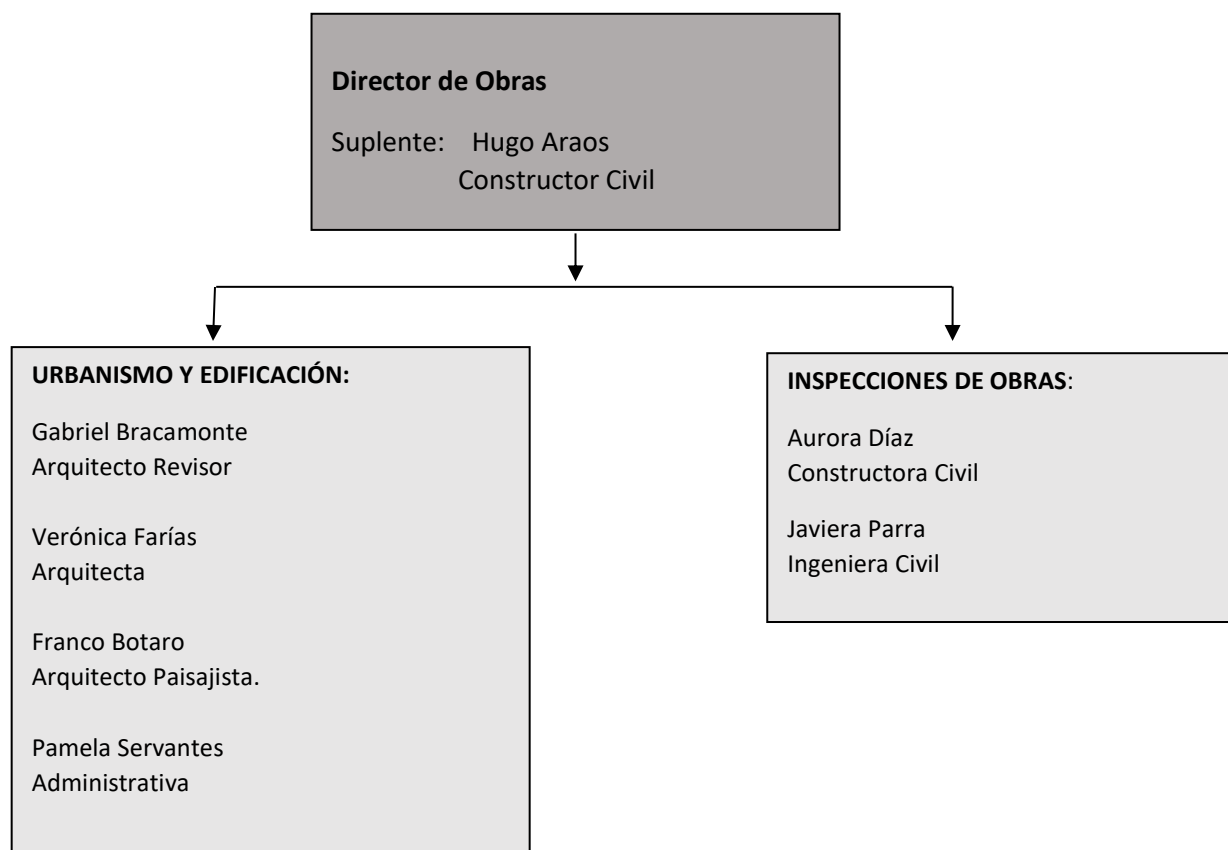 Director de Obras
Suplente: Hugo Araos
Constructor Civil
URBANISMO Y EDIFICACIÓN:
Gabriel Bracamonte
Arquitecto Revisor
Verónica Farías
Arquitecta
Franco Botaro
Arquitecto Paisajista.
Pamela Servantes
Administrativa
INSPECCIONES DE OBRAS:
Aurora Díaz
Constructora Civil
Javiera Parra
Ingeniera Civil